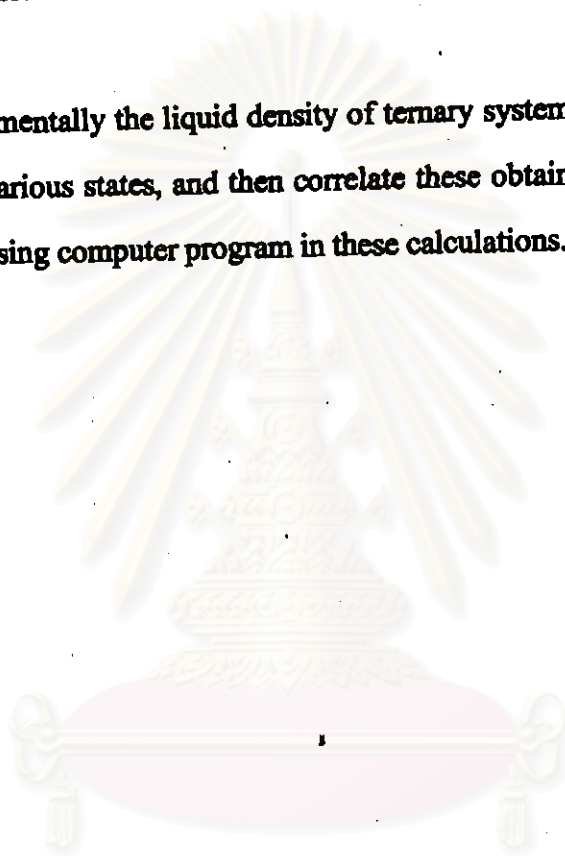 mentally the liquid density of ternary system
arious states, and then correlate these obtain
sing computer program in these calculations.